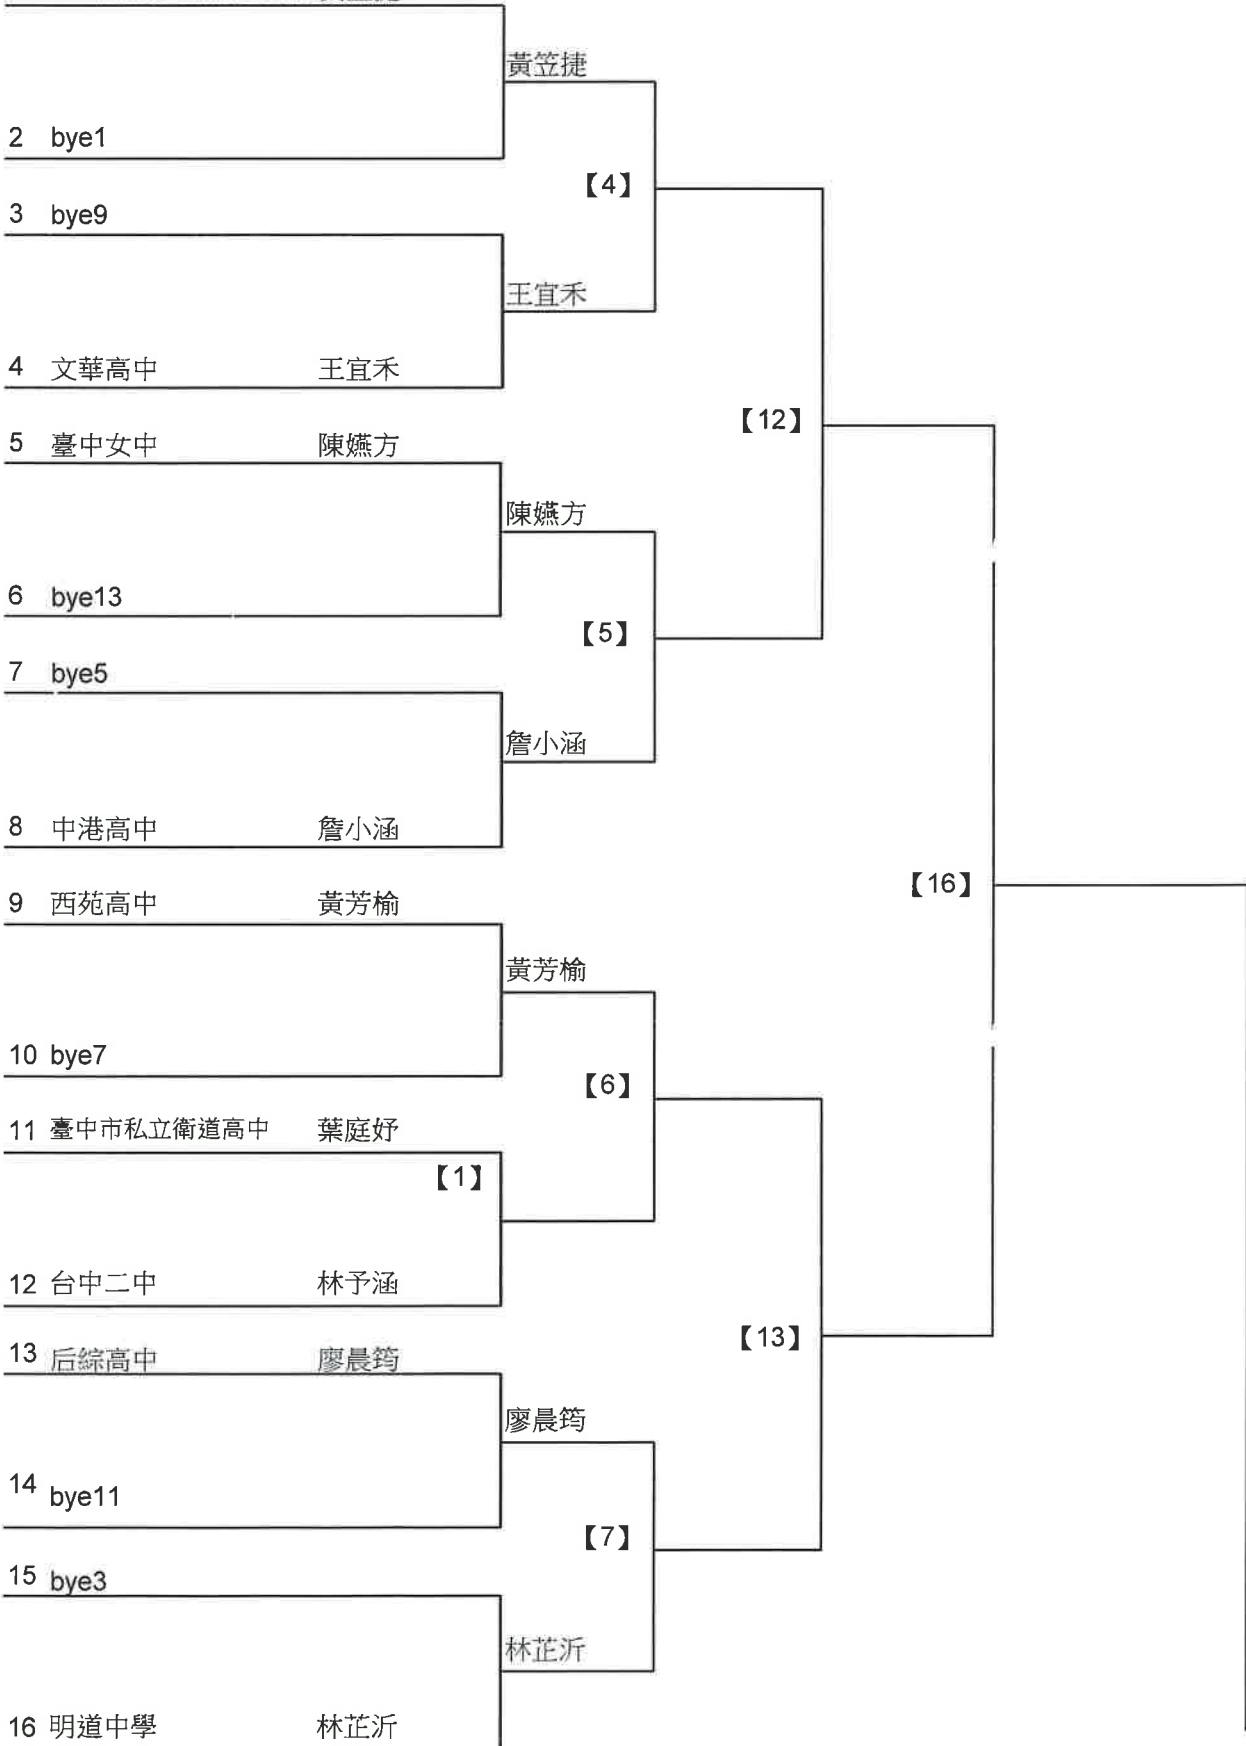 黃笠捷
2 bye1
【4】
3 bye9
王宜禾
4 文華高中 王宜禾
【12】
5 臺中女中 陳嬿方
陳嬿方
6 bye13
【5】
7 bye5
詹小涵
8 中港高中 詹小涵
【16】
9 西苑高中 黃芳榆
黃芳榆
10 bye7
【6】
11 臺中市私立衛道高中 葉庭妤
【1】
12 台中二中 林予涵
【13】
13 后綜高中 廖晨筠
廖晨筠
14 bye11
【7】
15 bye3
林芷沂
16 明道中學 林芷沂